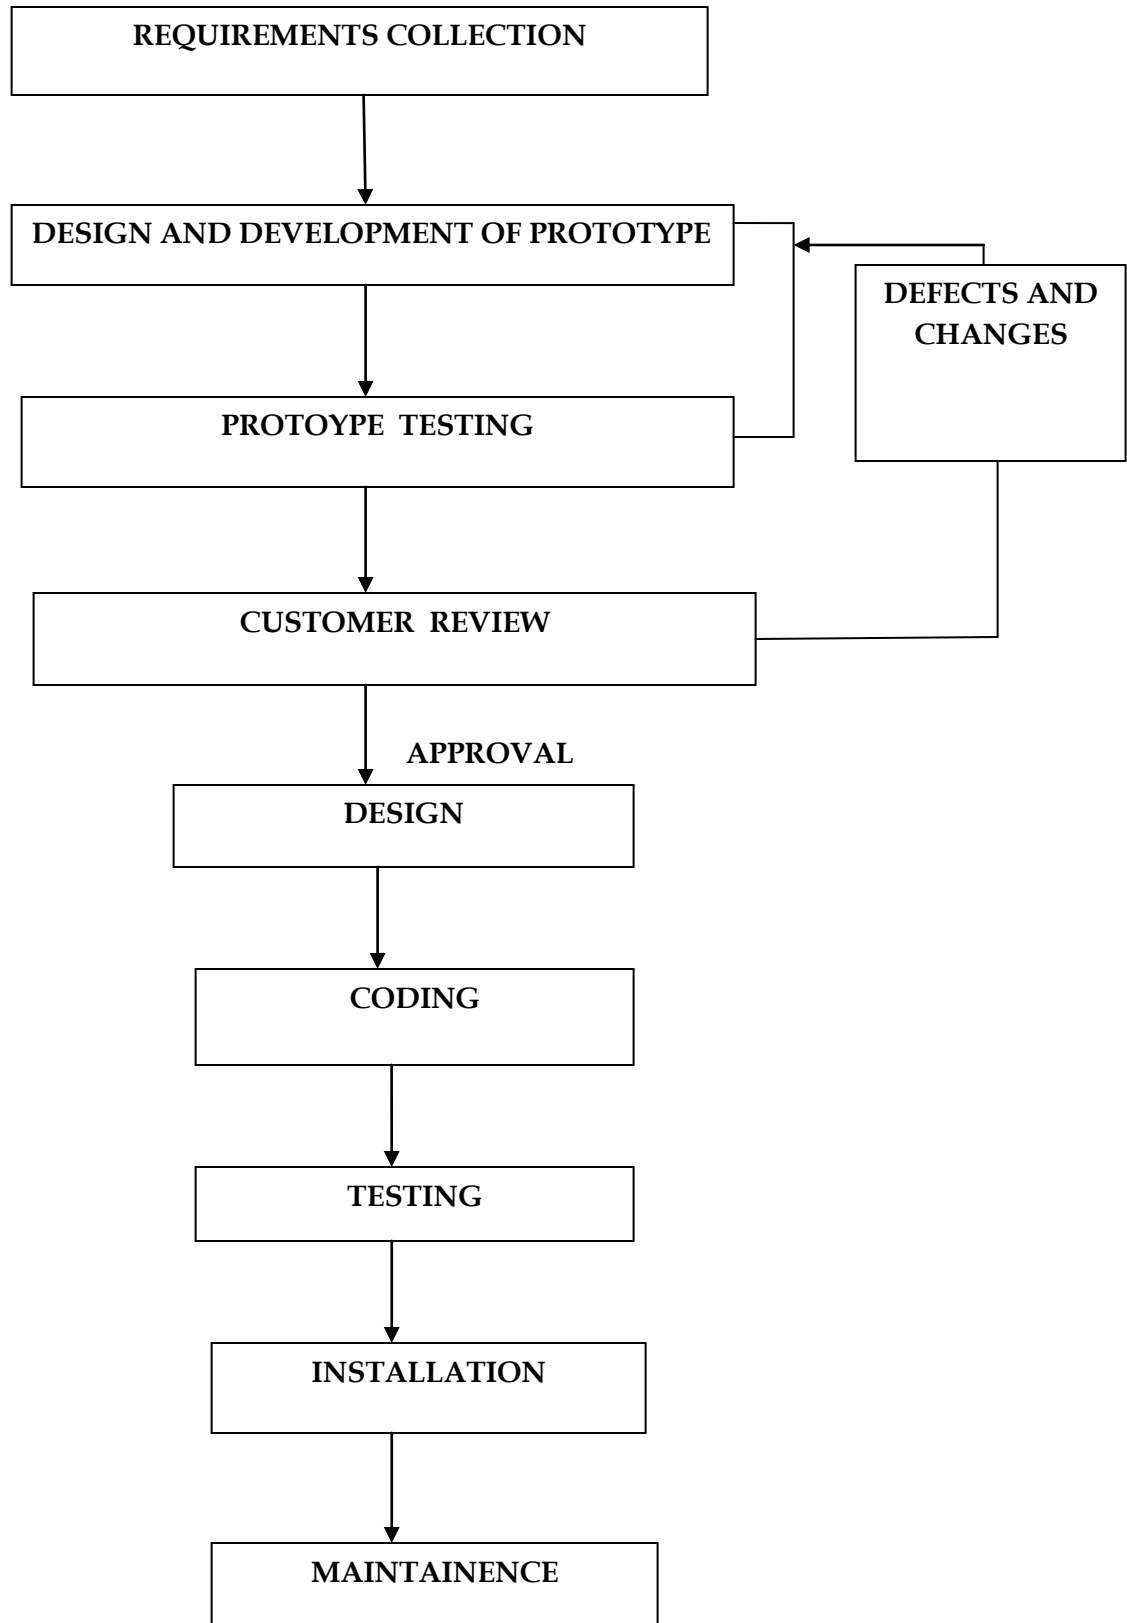 REQUIREMENTS COLLECTION
DESIGN AND DEVELOPMENT OF PROTOTYPE
DEFECTS AND
CHANGES
PROTOYPE TESTING
CUSTOMER REVIEW
APPROVAL
DESIGN
CODING
TESTING
INSTALLATION
MAINTAINENCE